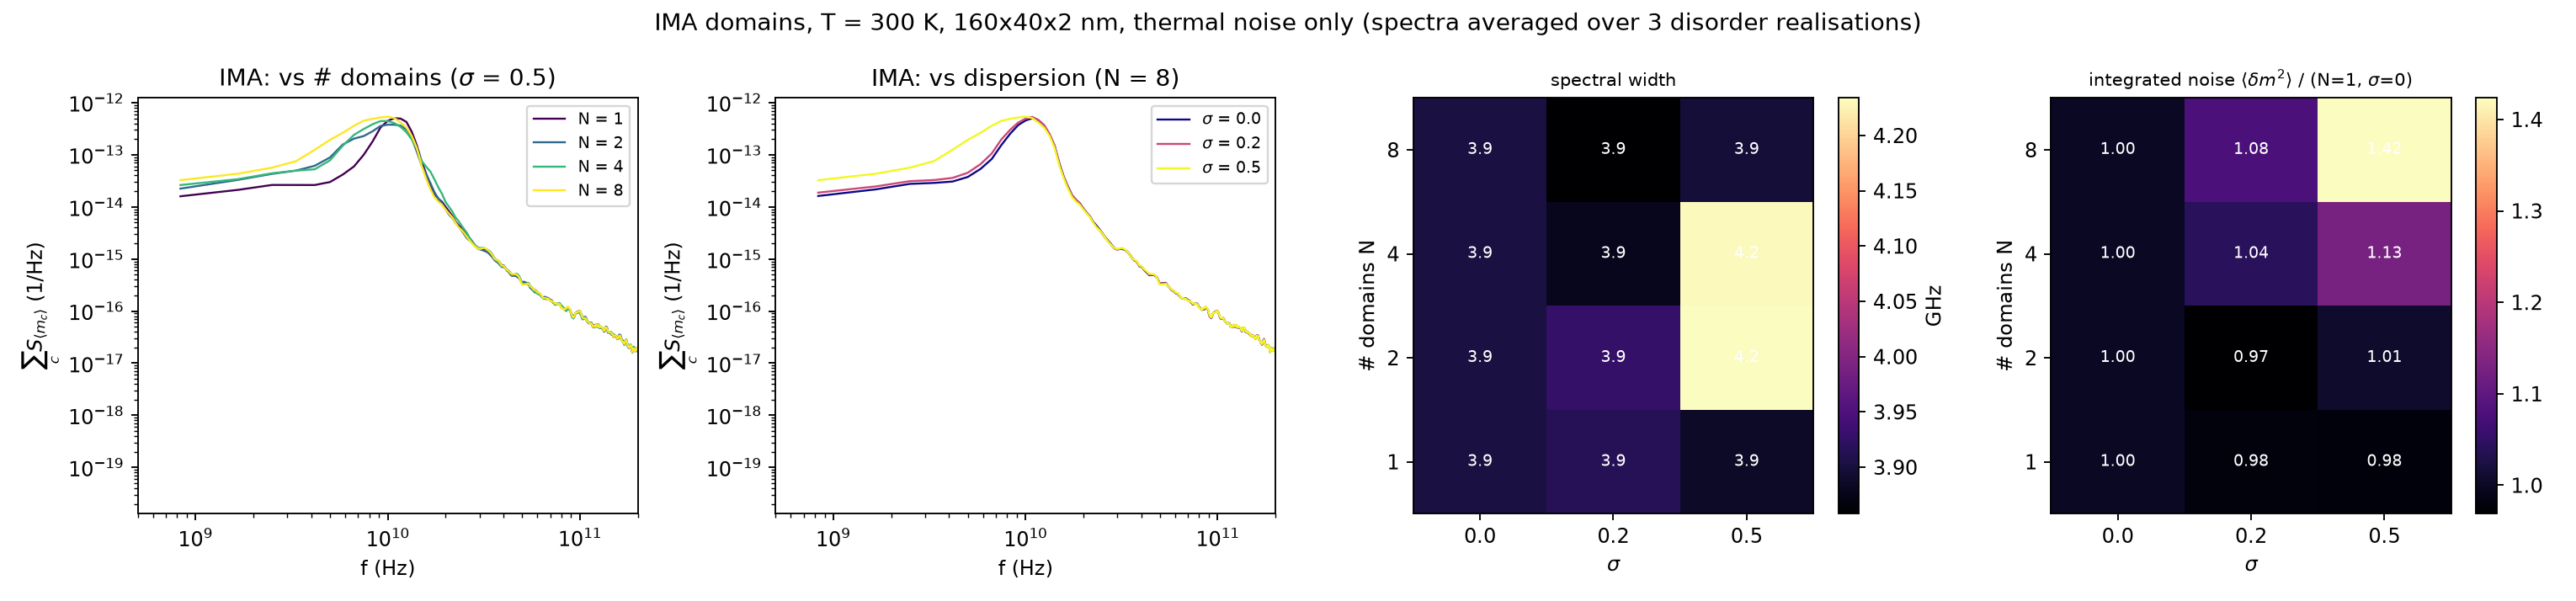 IMA domains, T = 300 K, 160x40x2 nm, thermal noise only (spectra averaged over 3 disorder realisations)
IMA: vs # domains (σ = 0.5)
10⁻¹²
10⁻¹³
10⁻¹⁴
10⁻¹⁵
10⁻¹⁶
10⁻¹⁷
10⁻¹⁸
10⁻¹⁹
∑_c S_⟨m_c⟩ (1/Hz)
N = 1
N = 2
N = 4
N = 8
10⁹ 10¹⁰ 10¹¹
f (Hz)
IMA: vs dispersion (N = 8)
10⁻¹²
10⁻¹³
10⁻¹⁴
10⁻¹⁵
10⁻¹⁶
10⁻¹⁷
10⁻¹⁸
10⁻¹⁹
∑_c S_⟨m_c⟩ (1/Hz)
σ = 0.0
σ = 0.2
σ = 0.5
10⁹ 10¹⁰ 10¹¹
f (Hz)
spectral width
# domains N
8 3.9 3.9 3.9
4 3.9 3.9 4.2
2 3.9 3.9 4.2
1 3.9 3.9 3.9
0.0 0.2 0.5
σ
4.20
4.15
4.10
4.05
4.00
3.95
3.90
GHz
integrated noise ⟨δm²⟩ / (N=1, σ=0)
# domains N
8 1.00 1.08 1.42
4 1.00 1.04 1.13
2 1.00 0.97 1.01
1 1.00 0.98 0.98
0.0 0.2 0.5
σ
1.4
1.3
1.2
1.1
1.0